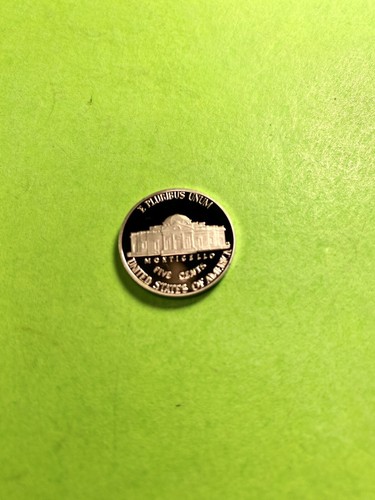 E PLURIBUS UNUM
MONTICELLO
FIVE CENTS
UNITED STATES OF AMERICA